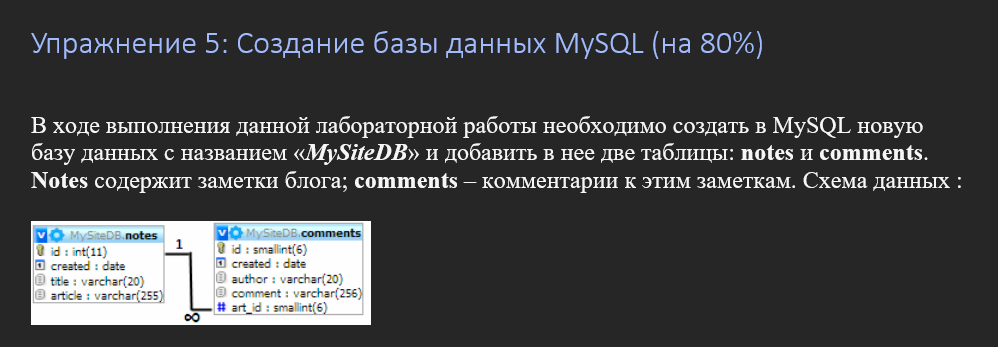 Упражнение 5: Создание базы данных MySQL (на 80%)
В ходе выполнения данной лабораторной работы необходимо создать в MySQL новую
базу данных с названием «MySiteDB» и добавить в нее две таблицы: notes и comments.
Notes содержит заметки блога; comments – комментарии к этим заметкам. Схема данных :
MySiteDB.notes
id : int(11)
created : date
title : varchar(20)
article : varchar(255)
1
∞
MySiteDB.comments
id : smallint(6)
created : date
author : varchar(20)
comment : varchar(256)
# art_id : smallint(6)